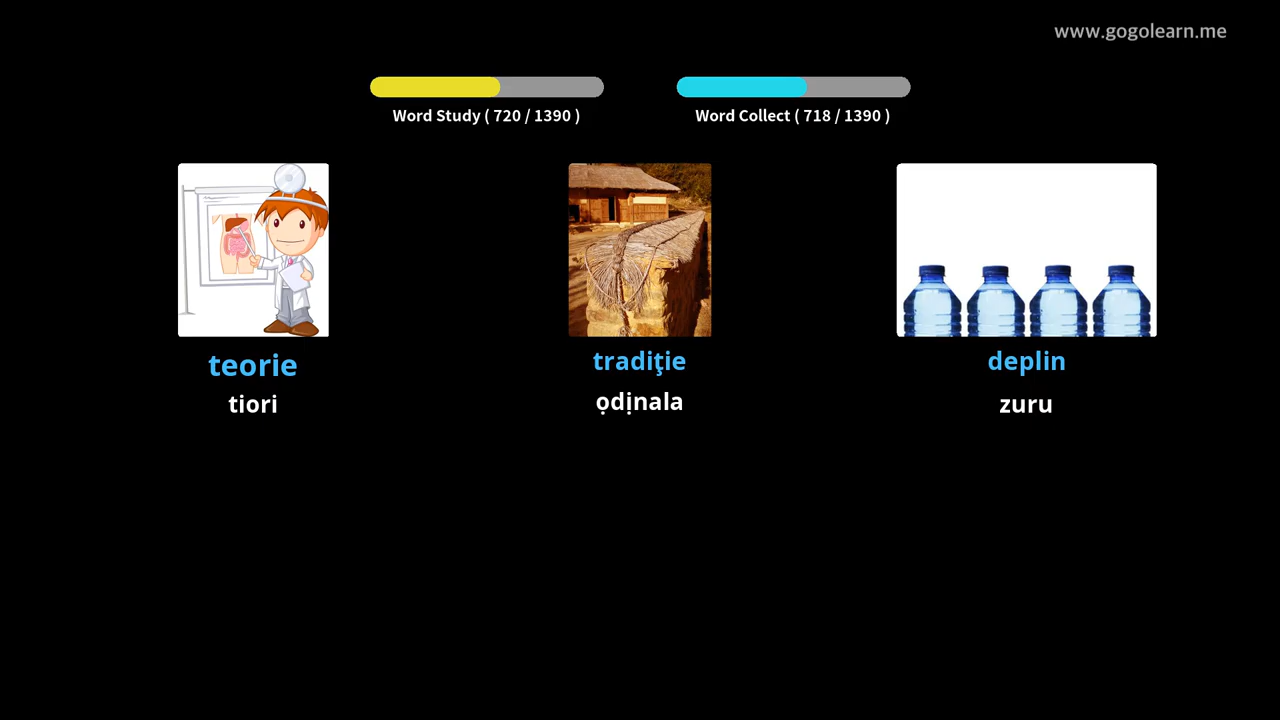 www.gogolearn.me
Word Study ( 720 / 1390 )
Word Collect ( 718 / 1390 )
teorie
tradiţie
deplin
tiori
ọdịnala
zuru